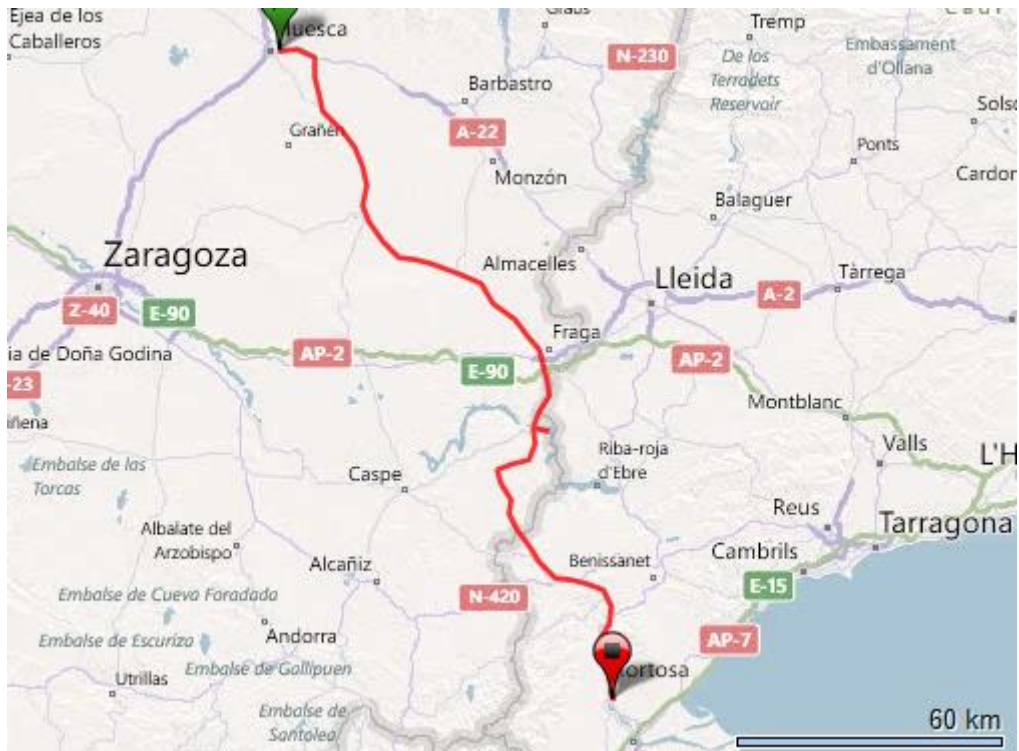 Ejea de los
Caballeros
Huesca
N-230
Tremp
De los
Terradets
Reservoir
Embassament
d'Ollana
Barbastro
Grañén
A-22
Monzón
Ponts
Balaguer
Zaragoza
Almacelles
Lleida
Tàrrega
A-2
Z-40
E-90
Fraga
AP-2
E-90
AP-2
ia de Doña Godina
-23
Montblanc
Valls
Riba-roja
d'Ebre
Caspe
Embalse de las
Torcas
L'H
Reus
Tarragona
Albalate del
Arzobispo
Alcañiz
Benissanet
Cambrils
E-15
N-420
Embalse de Cueva Foradada
Andorra
Embalse de Escuriza
Embalse de Gallipuen
AP-7
Tortosa
Utrillas
Embalse de
Santolea
60 km